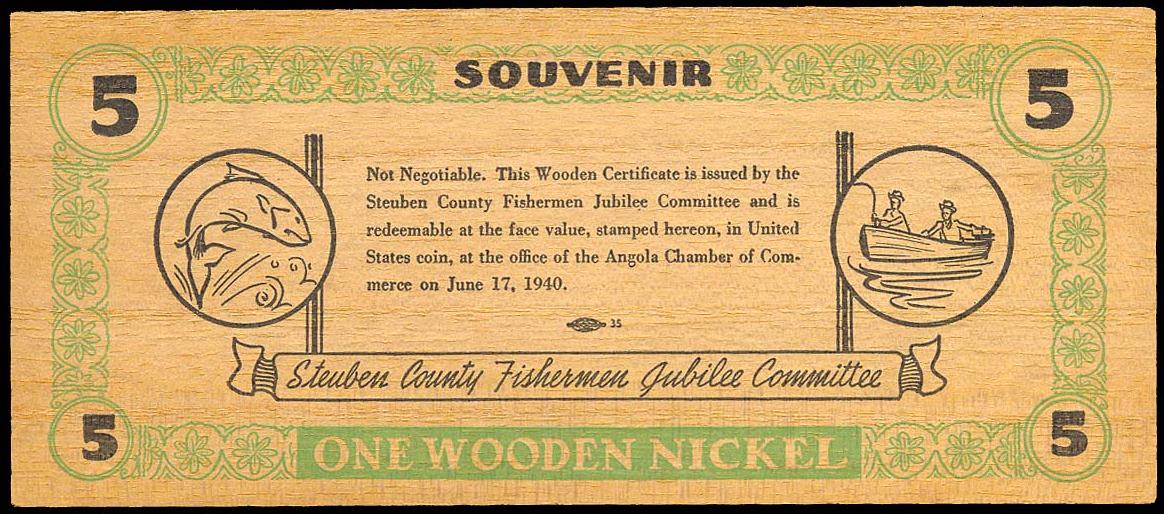 5 SOUVENIR 5
Not Negotiable. This Wooden Certificate is issued by the
Steuben County Fishermen Jubilee Committee and is
redeemable at the face value, stamped hereon, in United
States coin, at the office of the Angola Chamber of Com-
merce on June 17, 1940.
35
Steuben County Fishermen Jubilee Committee
5 ONE WOODEN NICKEL 5